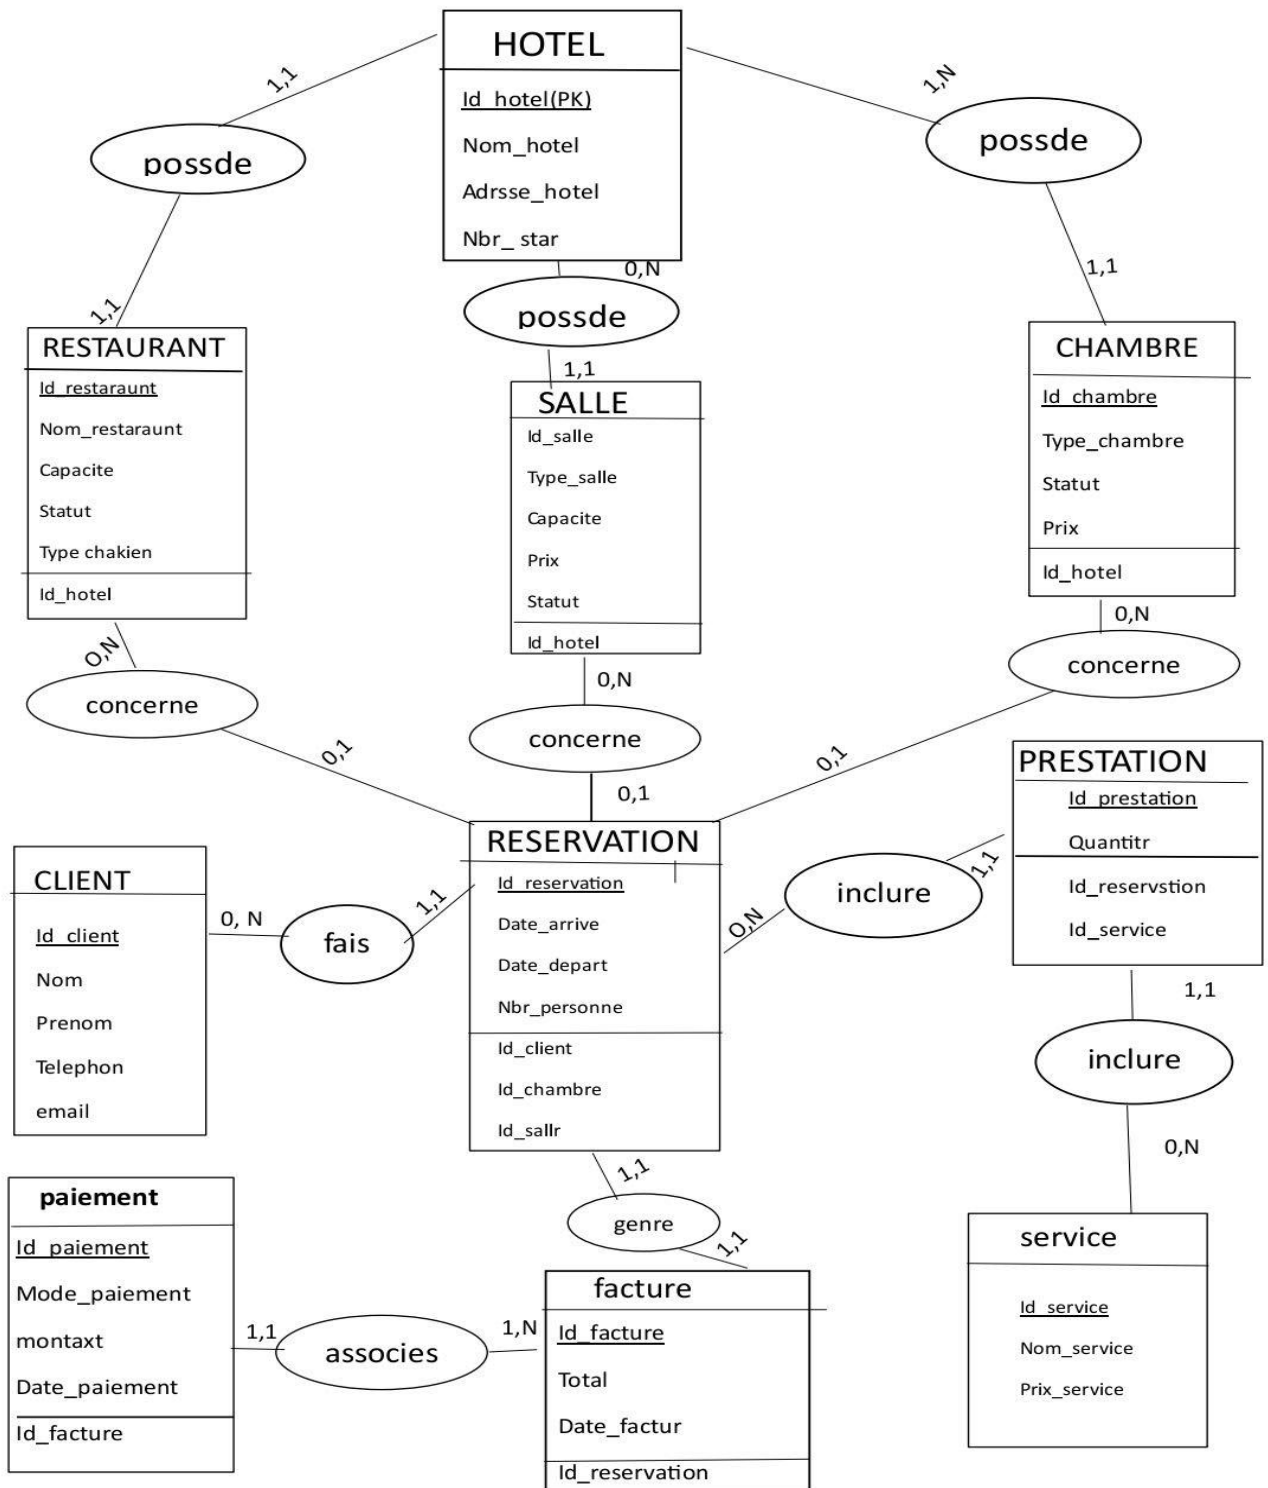 HOTEL
Id_hotel(PK)
Nom_hotel
Adrsse_hotel
Nbr_ star
1,1
possde
1,1
0,N
possde
1,1
1,N
possde
1,1
RESTAURANT
Id_restaraunt
Nom_restaraunt
Capacite
Statut
Type chakien
Id_hotel
SALLE
Id_salle
Type_salle
Capacite
Prix
Statut
Id_hotel
CHAMBRE
Id_chambre
Type_chambre
Statut
Prix
Id_hotel
O,N
concerne
0,1
0,N
concerne
0,1
0,N
concerne
0,1
CLIENT
Id_client
Nom
Prenom
Telephon
email
0, N
fais
1,1
RESERVATION
Id_reservation
Date_arrive
Date_depart
Nbr_personne
Id_client
Id_chambre
Id_sallr
O,N
inclure
1,1
PRESTATION
Id_prestation
Quantitr
Id_reservstion
Id_service
1,1
inclure
0,N
1,1
genre
1,1
paiement
Id_paiement
Mode_paiement
montaxt
Date_paiement
Id_facture
1,1
associes
1,N
facture
Id_facture
Total
Date_factur
Id_reservation
service
Id_service
Nom_service
Prix_service